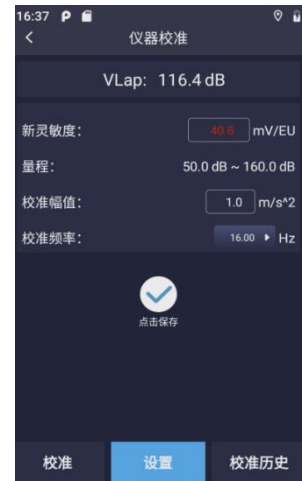 16:37
仪器校准
VLap: 116.4 dB
新灵敏度: 40.8 mV/EU
量程: 50.0 dB ~ 160.0 dB
校准幅值: 1.0 m/s^2
校准频率: 16.00 Hz
点击保存
校准 设置 校准历史